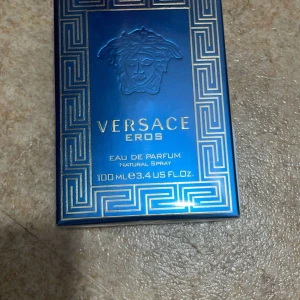 VERSACE
EROS
EAU DE PARFUM
NATURAL SPRAY
100 ML ℮ 3.4 US FL.OZ.